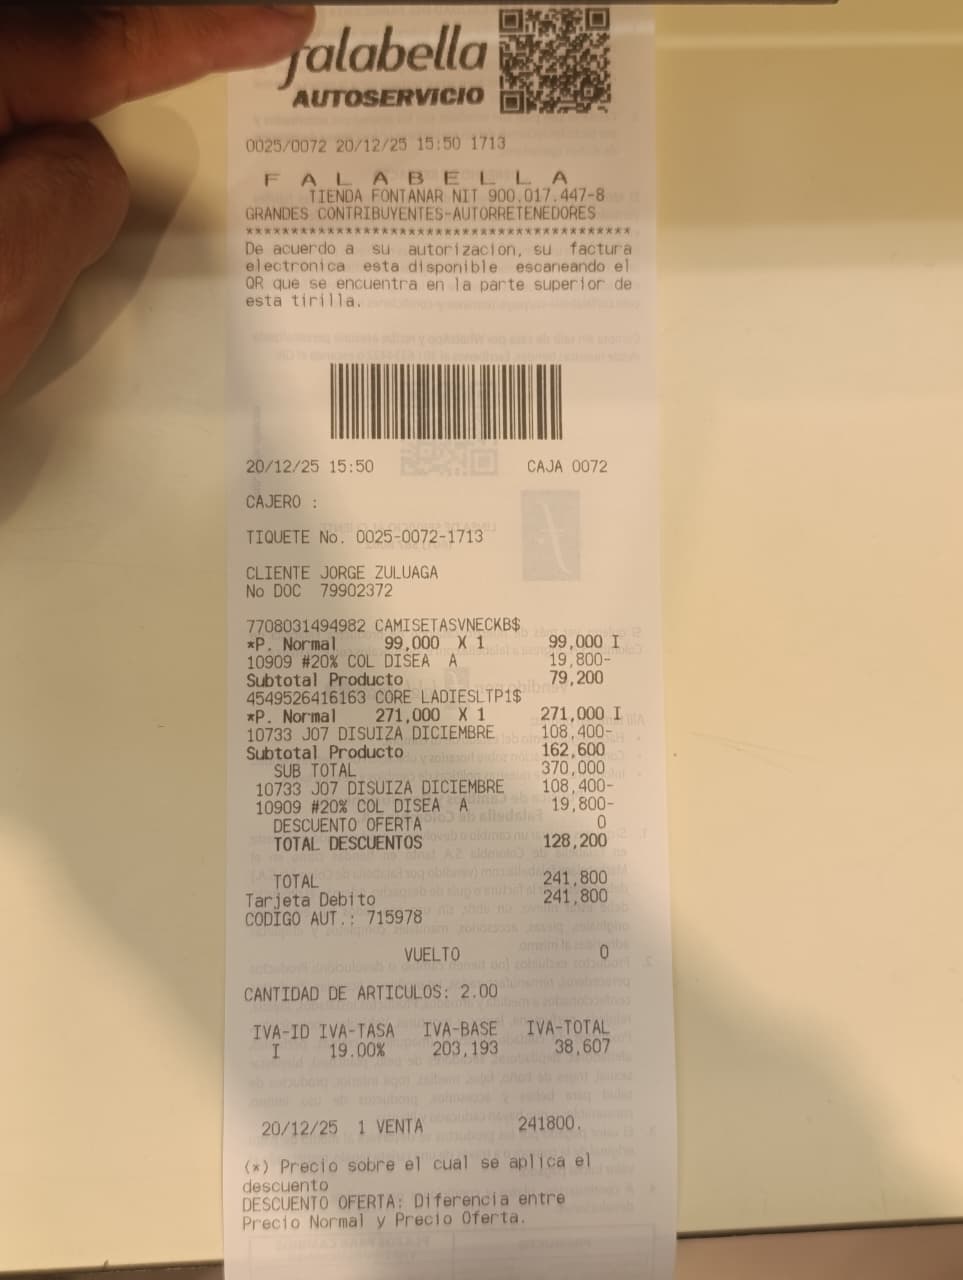 falabella
AUTOSERVICIO
0025/0072 20/12/25 15:50 1713
F A L A B E L L A
TIENDA FONTANAR NIT 900.017.447-8
GRANDES CONTRIBUYENTES-AUTORRETENEDORES
******************************************
De acuerdo a su autorizacion, su factura
electronica esta disponible escaneando el
QR que se encuentra en la parte superior de
esta tirilla.
20/12/25 15:50 CAJA 0072
CAJERO :
TIQUETE No. 0025-0072-1713
CLIENTE JORGE ZULUAGA
No DOC 79902372
7708031494982 CAMISETASVNECKB$
*P. Normal 99,000 X 1 99,000 I
10909 #20% COL DISEA A 19,800-
Subtotal Producto 79,200
4549526416163 CORE LADIESLTP1$
*P. Normal 271,000 X 1 271,000 I
10733 J07 DISUIZA DICIEMBRE 108,400-
Subtotal Producto 162,600
SUB TOTAL 370,000
10733 J07 DISUIZA DICIEMBRE 108,400-
10909 #20% COL DISEA A 19,800-
DESCUENTO OFERTA 0
TOTAL DESCUENTOS 128,200
TOTAL 241,800
Tarjeta Debito 241,800
CODIGO AUT.: 715978
VUELTO 0
CANTIDAD DE ARTICULOS: 2.00
IVA-ID IVA-TASA IVA-BASE IVA-TOTAL
I 19.00% 203,193 38,607
20/12/25 1 VENTA 241800.
(*) Precio sobre el cual se aplica el
descuento
DESCUENTO OFERTA: Diferencia entre
Precio Normal y Precio Oferta.